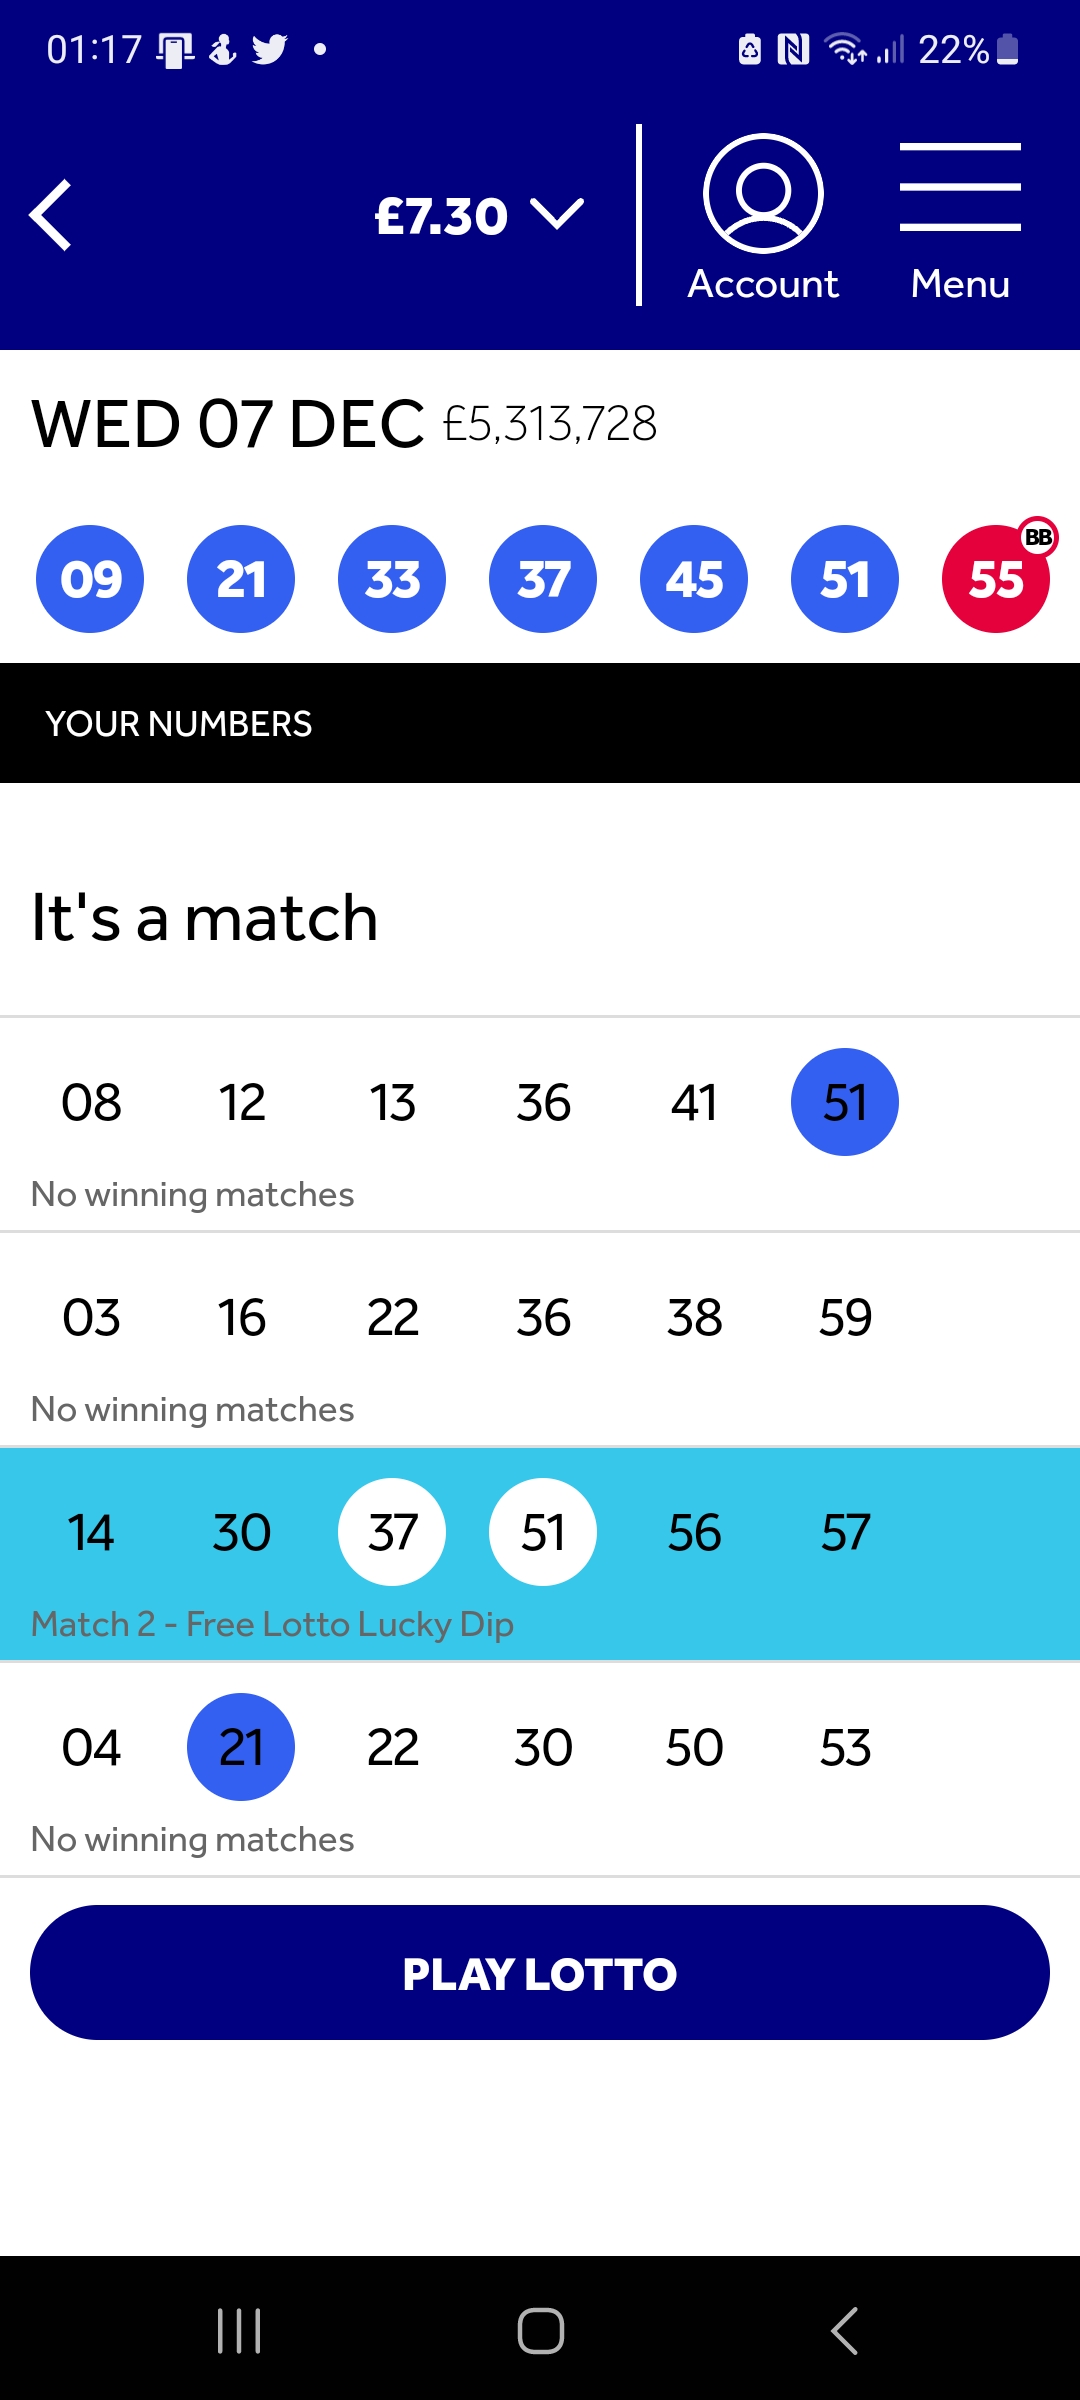 01:17 22%
£7.30
Account Menu
WED 07 DEC £5,313,728
BB
09 21 33 37 45 51 55
YOUR NUMBERS
It's a match
08 12 13 36 41 51
No winning matches
03 16 22 36 38 59
No winning matches
14 30 37 51 56 57
Match 2 - Free Lotto Lucky Dip
04 21 22 30 50 53
No winning matches
PLAY LOTTO